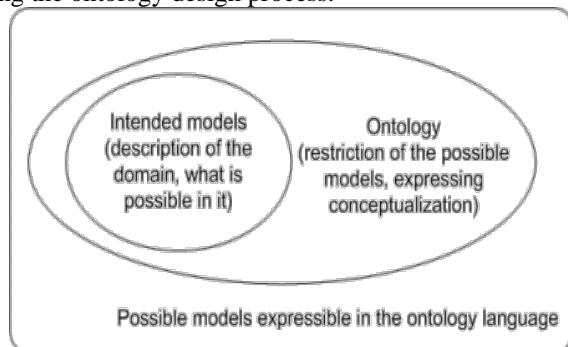 ing the ontology design process.
Intended models
(description of the
domain, what is
possible in it)
Ontology
(restriction of the possible
models, expressing
conceptualization)
Possible models expressible in the ontology language